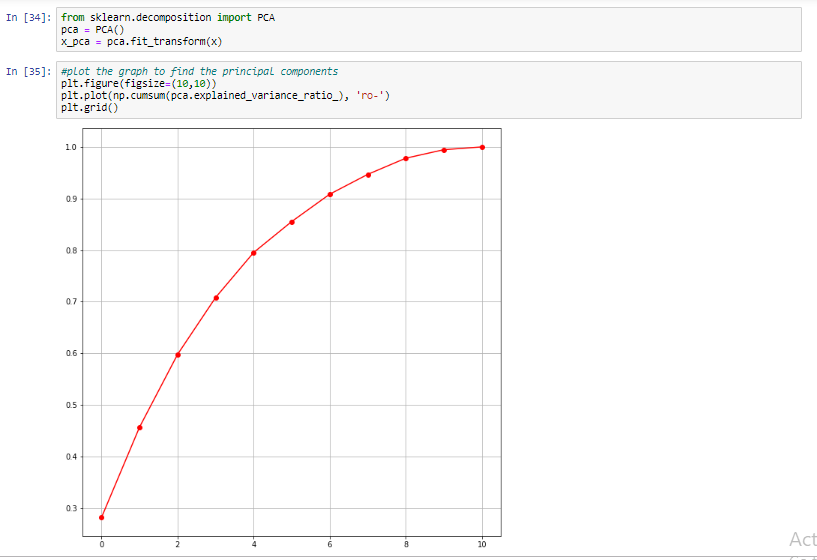 In [34]: from sklearn.decomposition import PCA
pca = PCA()
x_pca = pca.fit_transform(x)
In [35]: #plot the graph to find the principal components
plt.figure(figsize=(10,10))
plt.plot(np.cumsum(pca.explained_variance_ratio_), 'ro-')
plt.grid()
1.0
0.9
0.8
0.7
0.6
0.5
0.4
0.3
0 2 4 6 8 10
Act